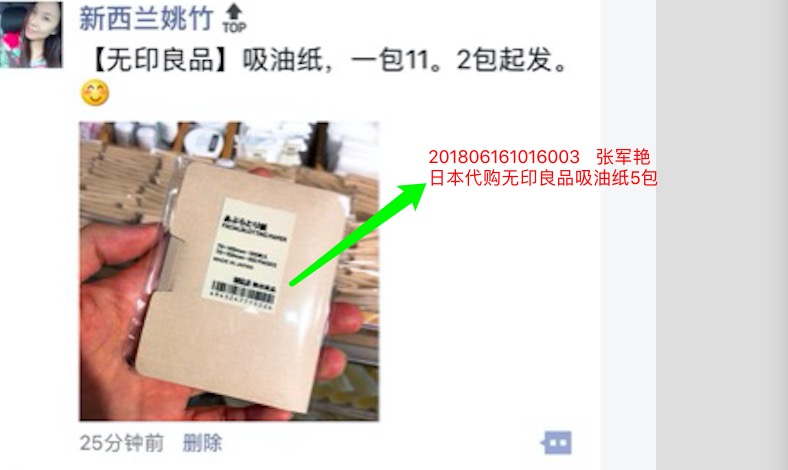 新西兰姚竹
TOP
【无印良品】吸油纸，一包11。2包起发。
201806161016003 张军艳
日本代购无印良品吸油纸5包
あぶらとり紙
FACIAL BLOTTING PAPER
MADE IN JAPAN
MUJI 無印良品
25分钟前 删除